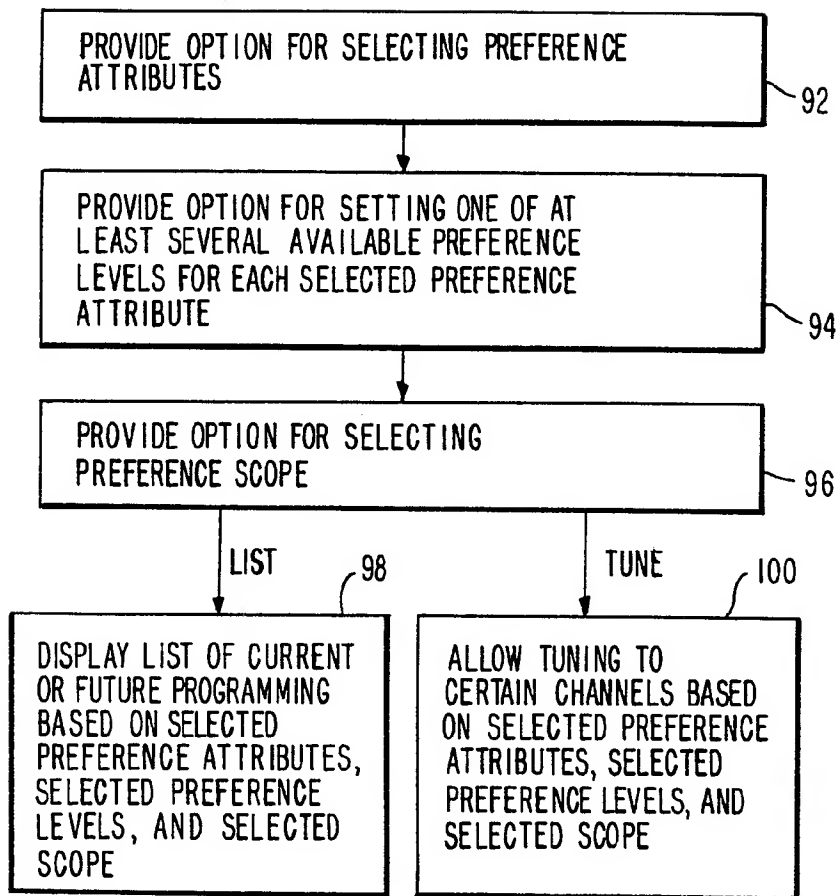 PROVIDE OPTION FOR SELECTING PREFERENCE
ATTRIBUTES
92
PROVIDE OPTION FOR SETTING ONE OF AT
LEAST SEVERAL AVAILABLE PREFERENCE
LEVELS FOR EACH SELECTED PREFERENCE
ATTRIBUTE
94
PROVIDE OPTION FOR SELECTING
PREFERENCE SCOPE
96
LIST
98
DISPLAY LIST OF CURRENT
OR FUTURE PROGRAMMING
BASED ON SELECTED
PREFERENCE ATTRIBUTES,
SELECTED PREFERENCE
LEVELS, AND SELECTED
SCOPE
TUNE
100
ALLOW TUNING TO
CERTAIN CHANNELS BASED
ON SELECTED PREFERENCE
ATTRIBUTES, SELECTED
PREFERENCE LEVELS, AND
SELECTED SCOPE